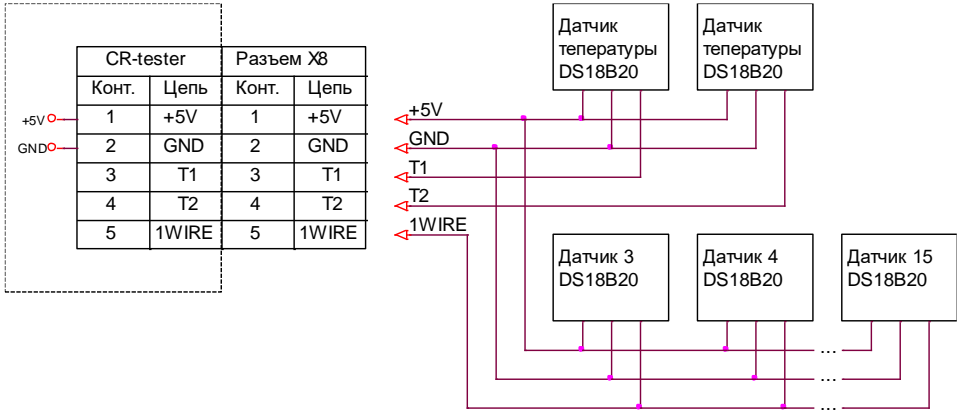 Датчик
тепературы
DS18B20
Датчик
тепературы
DS18B20
CR-tester Разъем X8
Конт. Цепь Конт. Цепь
+5V 1 +5V 1 +5V +5V
GND 2 GND 2 GND GND
3 T1 3 T1 T1
4 T2 4 T2 T2
5 1WIRE 5 1WIRE 1WIRE
Датчик 3
DS18B20
Датчик 4
DS18B20
Датчик 15
DS18B20
...
...
...